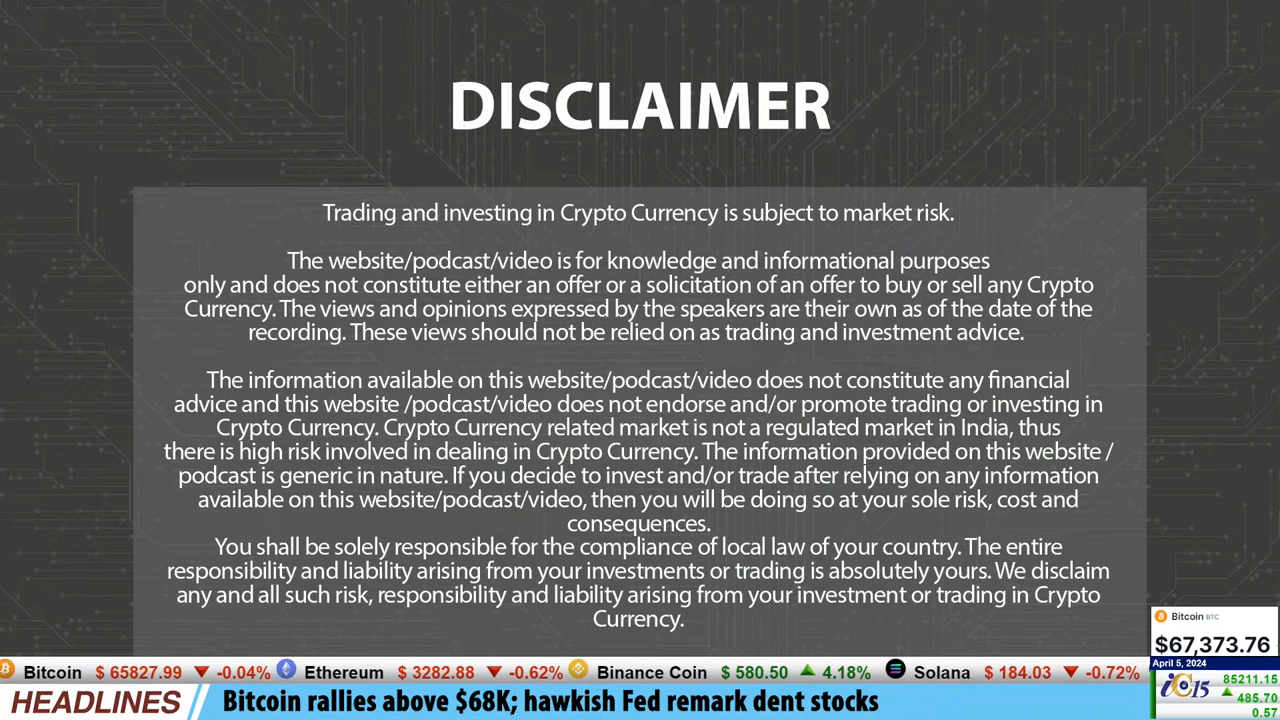 DISCLAIMER
Trading and investing in Crypto Currency is subject to market risk.
The website/podcast/video is for knowledge and informational purposes
only and does not constitute either an offer or a solicitation of an offer to buy or sell any Crypto
Currency. The views and opinions expressed by the speakers are their own as of the date of the
recording. These views should not be relied on as trading and investment advice.
The information available on this website/podcast/video does not constitute any financial
advice and this website /podcast/video does not endorse and/or promote trading or investing in
Crypto Currency. Crypto Currency related market is not a regulated market in India, thus
there is high risk involved in dealing in Crypto Currency. The information provided on this website /
podcast is generic in nature. If you decide to invest and/or trade after relying on any information
available on this website/podcast/video, then you will be doing so at your sole risk, cost and
consequences.
You shall be solely responsible for the compliance of local law of your country. The entire
responsibility and liability arising from your investments or trading is absolutely yours. We disclaim
any and all such risk, responsibility and liability arising from your investment or trading in Crypto
Currency.
Bitcoin BTC
$67,373.76
April 5, 2024
Bitcoin $ 65827.99 ▼ -0.04% Ethereum $ 3282.88 ▼ -0.62% Binance Coin $ 580.50 ▲ 4.18% Solana $ 184.03 ▼ -0.72%
HEADLINES Bitcoin rallies above $68K; hawkish Fed remark dent stocks
IC15
85211.15
▲ 485.70
0.57